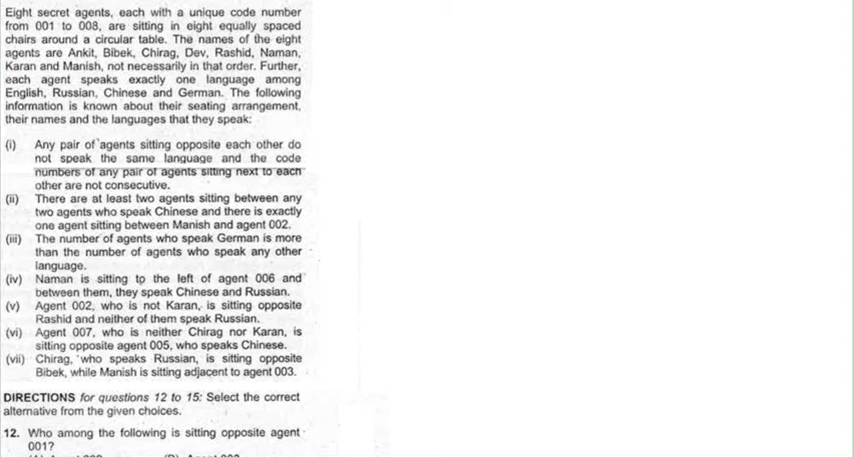 Eight secret agents, each with a unique code number
from 001 to 008, are sitting in eight equally spaced
chairs around a circular table. The names of the eight
agents are Ankit, Bibek, Chirag, Dev, Rashid, Naman,
Karan and Manish, not necessarily in that order. Further,
each agent speaks exactly one language among
English, Russian, Chinese and German. The following
information is known about their seating arrangement,
their names and the languages that they speak:
(i) Any pair of agents sitting opposite each other do
not speak the same language and the code
numbers of any pair of agents sitting next to each
other are not consecutive.
(ii) There are at least two agents sitting between any
two agents who speak Chinese and there is exactly
one agent sitting between Manish and agent 002.
(iii) The number of agents who speak German is more
than the number of agents who speak any other
language.
(iv) Naman is sitting to the left of agent 006 and
between them, they speak Chinese and Russian.
(v) Agent 002, who is not Karan, is sitting opposite
Rashid and neither of them speak Russian.
(vi) Agent 007, who is neither Chirag nor Karan, is
sitting opposite agent 005, who speaks Chinese.
(vii) Chirag, who speaks Russian, is sitting opposite
Bibek, while Manish is sitting adjacent to agent 003.
DIRECTIONS for questions 12 to 15: Select the correct
alternative from the given choices.
12. Who among the following is sitting opposite agent
001?